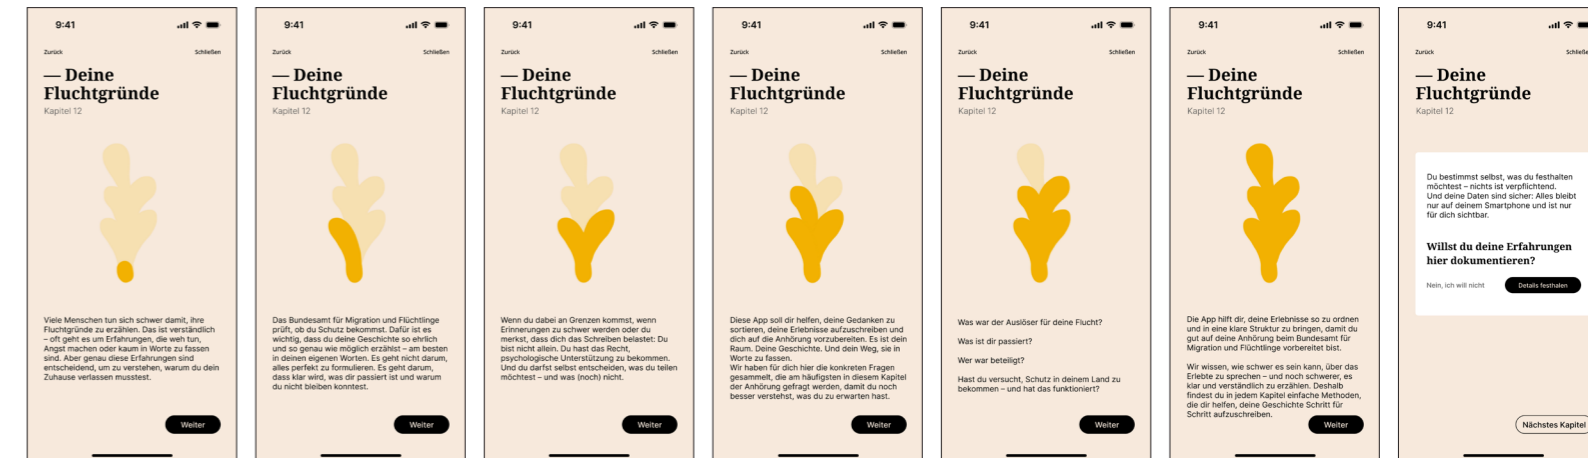 9:41
Zurück
Schließen
— Deine
Fluchtgründe
Kapitel 12
Viele Menschen tun sich schwer damit, ihre
Fluchtgründe zu erzählen. Das ist verständlich
– oft geht es um Erfahrungen, die weh tun,
Angst machen oder kaum in Worte zu fassen
sind. Aber genau diese Erfahrungen sind
entscheidend, um zu verstehen, warum du dein
Zuhause verlassen musstest.
Weiter
9:41
Zurück
Schließen
— Deine
Fluchtgründe
Kapitel 12
Das Bundesamt für Migration und Flüchtlinge
prüft, ob du Schutz bekommst. Dafür ist es
wichtig, dass du deine Geschichte so ehrlich
und so genau wie möglich erzählst – am besten
in deinen eigenen Worten. Es geht nicht darum,
alles perfekt zu formulieren. Es geht darum,
dass klar wird, was dir passiert ist und warum
du nicht bleiben konntest.
Weiter
9:41
Zurück
Schließen
— Deine
Fluchtgründe
Kapitel 12
Wenn du dabei an Grenzen kommst, wenn
Erinnerungen zu schwer werden oder du
merkst, dass dich das Schreiben belastet: Du
bist nicht allein. Du hast das Recht,
psychologische Unterstützung zu bekommen.
Und du darfst selbst entscheiden, was du teilen
möchtest – und was (noch) nicht.
Weiter
9:41
Zurück
Schließen
— Deine
Fluchtgründe
Kapitel 12
Diese App soll dir helfen, deine Gedanken zu
sortieren, deine Erlebnisse aufzuschreiben und
dich auf die Anhörung vorzubereiten. Es ist dein
Raum. Deine Geschichte. Und dein Weg, sie in
Worte zu fassen.
Wir haben für dich hier die konkreten Fragen
gesammelt, die am häufigsten in diesem Kapitel
der Anhörung gefragt werden, damit du noch
besser verstehst, was du zu erwarten hast.
Weiter
9:41
Zurück
Schließen
— Deine
Fluchtgründe
Kapitel 12
Was war der Auslöser für deine Flucht?
Was ist dir passiert?
Wer war beteiligt?
Hast du versucht, Schutz in deinem Land zu
bekommen – und hat das funktioniert?
Weiter
9:41
Zurück
Schließen
— Deine
Fluchtgründe
Kapitel 12
Die App hilft dir, deine Erlebnisse so zu ordnen
und in eine klare Struktur zu bringen, damit du
gut auf deine Anhörung beim Bundesamt für
Migration und Flüchtlinge vorbereitet bist.
Wir wissen, wie schwer es sein kann, über das
Erlebte zu sprechen – und noch schwerer, es
klar und verständlich zu erzählen. Deshalb
findest du in jedem Kapitel einfache Methoden,
die dir helfen, deine Geschichte Schritt für
Schritt aufzuschreiben.
Weiter
9:41
Zurück
Schließe
— Deine
Fluchtgründe
Kapitel 12
Du bestimmst selbst, was du festhalten
möchtest – nichts ist verpflichtend.
Und deine Daten sind sicher: Alles bleibt
nur auf deinem Smartphone und ist nur
für dich sichtbar.
Willst du deine Erfahrungen
hier dokumentieren?
Nein, ich will nicht
Details festhalten
Nächstes Kapitel